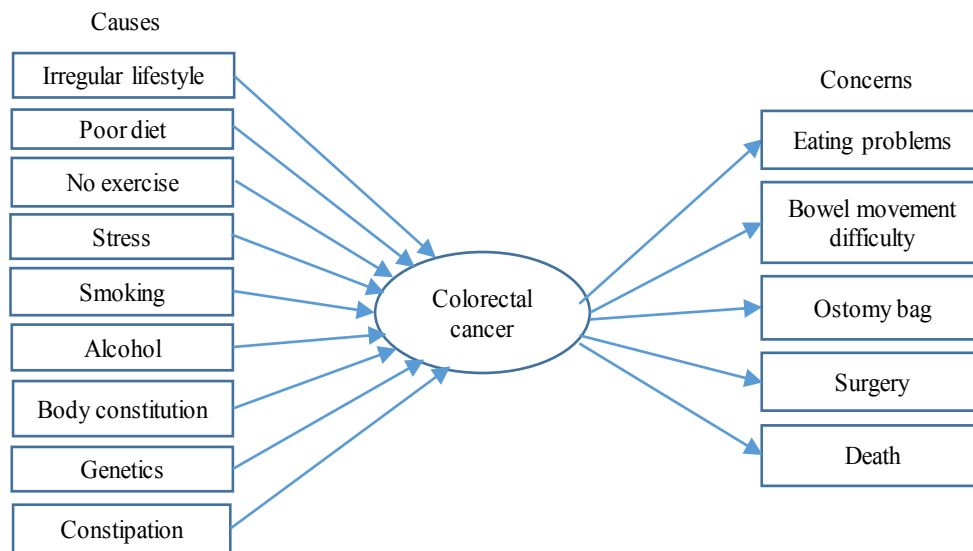 Causes
Irregular lifestyle
Poor diet
No exercise
Stress
Smoking
Alcohol
Body constitution
Genetics
Constipation
Colorectal
cancer
Concerns
Eating problems
Bowel movement
difficulty
Ostomy bag
Surgery
Death